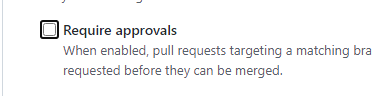 Require approvals
When enabled, pull requests targeting a matching bra
requested before they can be merged.